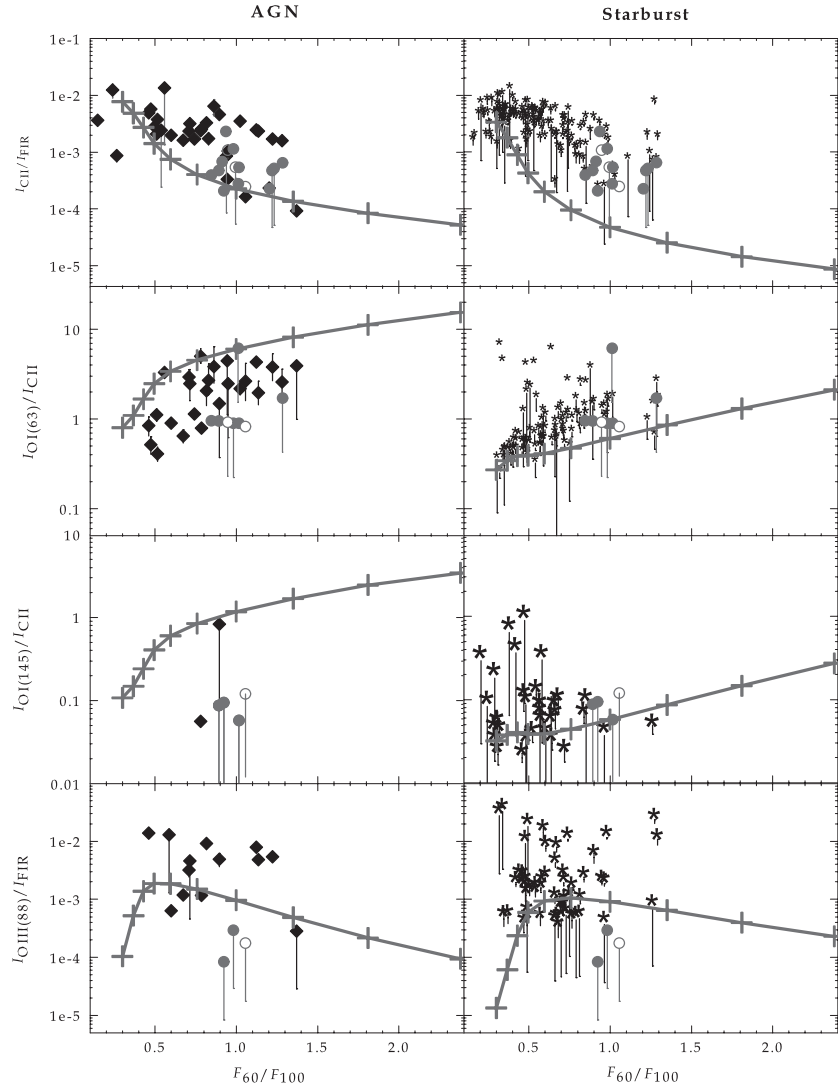 AGN Starburst
1e-1
1e-2
1e-3
1e-4
1e-5
I_CII/I_FIR
10
1
0.1
I_OI(63)/I_CII
10
1
0.1
0.01
I_OI(145)/I_CII
1e-2
1e-3
1e-4
1e-5
I_OIII(88)/I_FIR
0.5 1.0 1.5 2.0 0.5 1.0 1.5 2.0
F_60/F_100 F_60/F_100